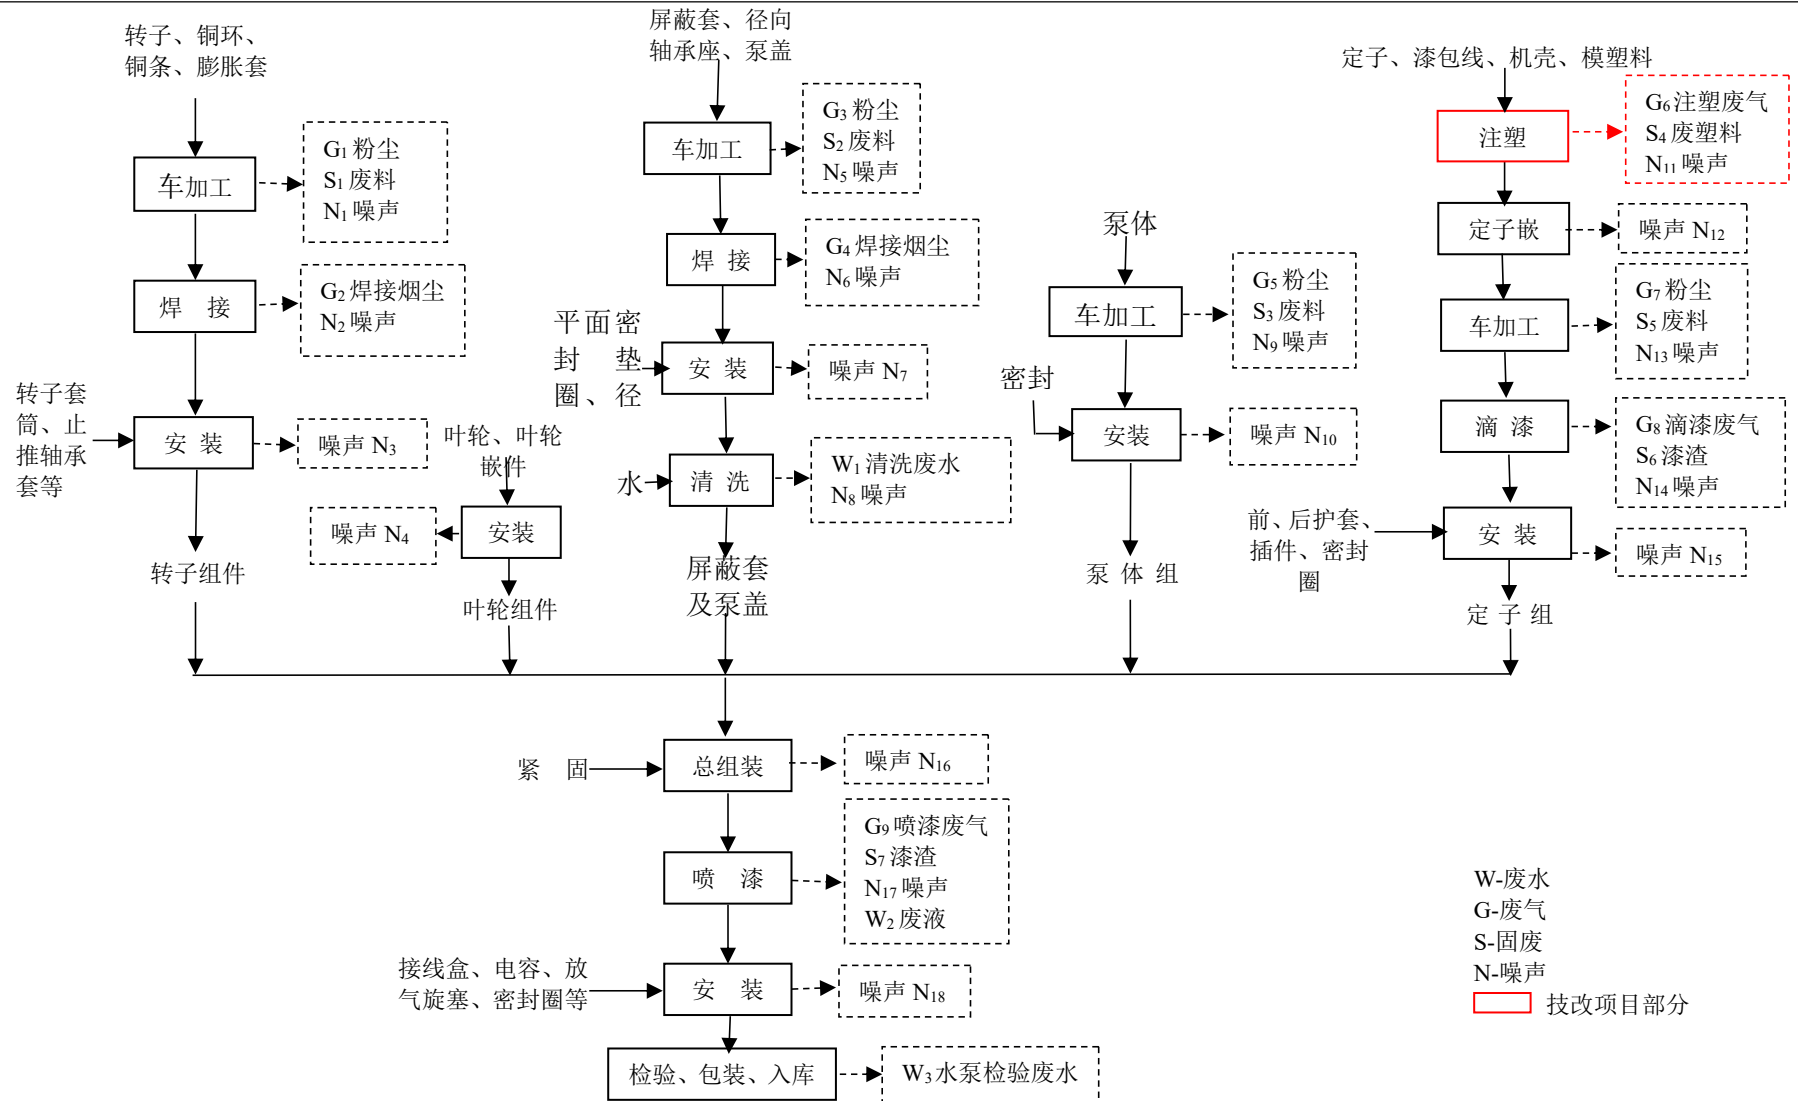 转子、铜环、
铜条、膨胀套
车加工
G1 粉尘
S1 废料
N1 噪声
焊 接
G2 焊接烟尘
N2 噪声
转子套
筒、止
推轴承
套等
安 装
噪声 N3
转子组件
叶轮、叶轮
嵌件
安装
噪声 N4
叶轮组件
屏蔽套、径向
轴承座、泵盖
车加工
G3 粉尘
S2 废料
N5 噪声
焊 接
G4 焊接烟尘
N6 噪声
平面密
封 垫
圈、径
安 装
噪声 N7
水
清 洗
W1 清洗废水
N8 噪声
屏蔽套
及泵盖
泵体
车加工
G5 粉尘
S3 废料
N9 噪声
密封
安装
噪声 N10
泵 体 组
定子、漆包线、机壳、模塑料
注塑
G6 注塑废气
S4 废塑料
N11 噪声
定子嵌
噪声 N12
车加工
G7 粉尘
S5 废料
N13 噪声
滴 漆
G8 滴漆废气
S6 漆渣
N14 噪声
前、后护套、
插件、密封
圈
安 装
噪声 N15
定 子 组
紧 固
总组装
噪声 N16
喷 漆
G9 喷漆废气
S7 漆渣
N17 噪声
W2 废液
接线盒、电容、放
气旋塞、密封圈等
安 装
噪声 N18
检验、包装、入库
W3 水泵检验废水
W-废水
G-废气
S-固废
N-噪声
技改项目部分